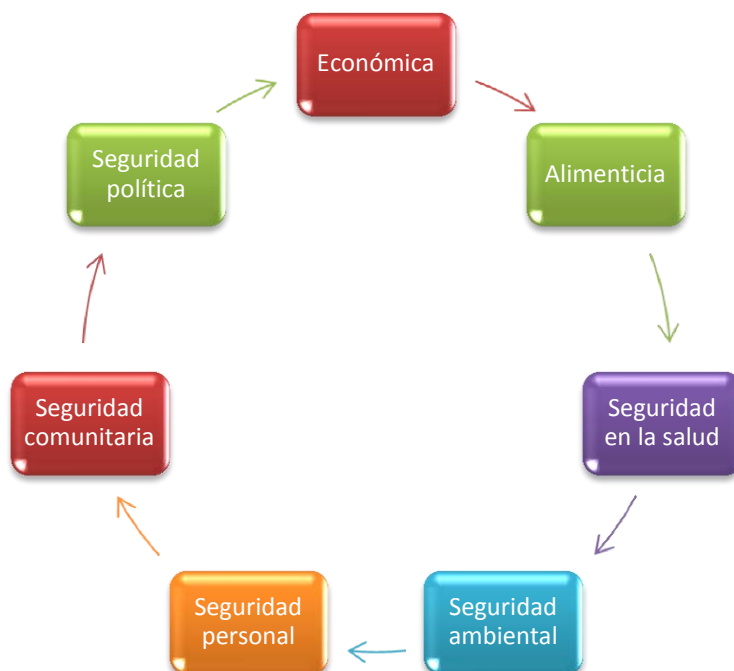 Económica
Alimenticia
Seguridad
en la salud
Seguridad
ambiental
Seguridad
personal
Seguridad
comunitaria
Seguridad
política